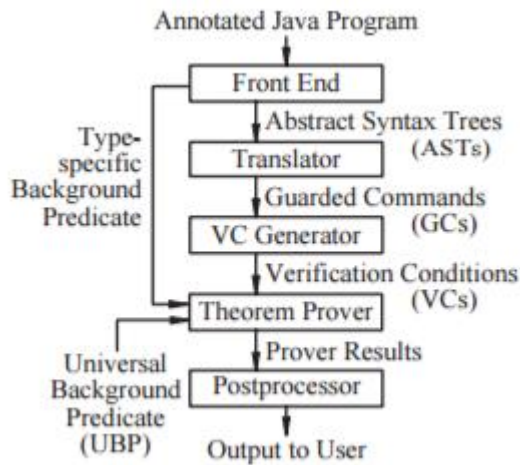 Annotated Java Program
Front End
Abstract Syntax Trees
(ASTs)
Type-
specific
Background
Predicate
Translator
Guarded Commands
(GCs)
VC Generator
Verification Conditions
(VCs)
Theorem Prover
Universal
Background
Predicate
(UBP)
Prover Results
Postprocessor
Output to User